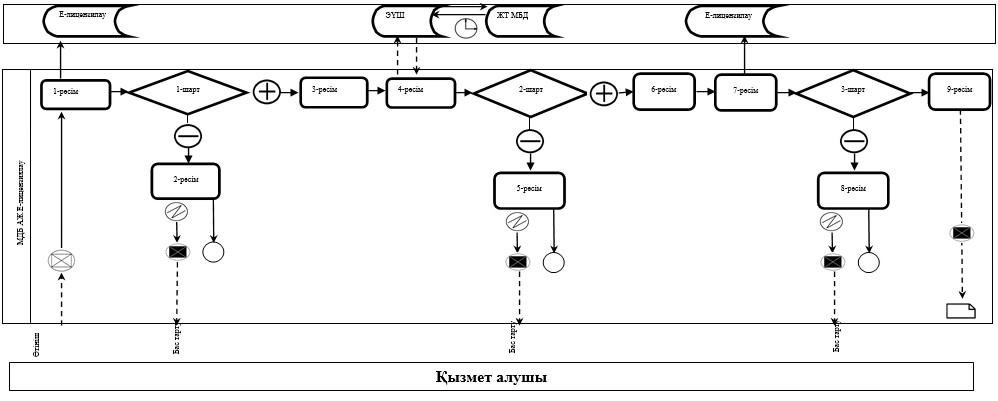 Е-лицензиялау
ЭҮШ
ЖТ МБД
Е-лицензиялау
1-рәсім
1-шарт
3-рәсім
4-рәсім
2-шарт
6-рәсім
7-рәсім
3-шарт
9-рәсім
2-рәсім
5-рәсім
8-рәсім
МДБ АЖ Е-лицензиялау
Өтініш
Бас тарту
Бас тарту
Бас тарту
Қызмет алушы